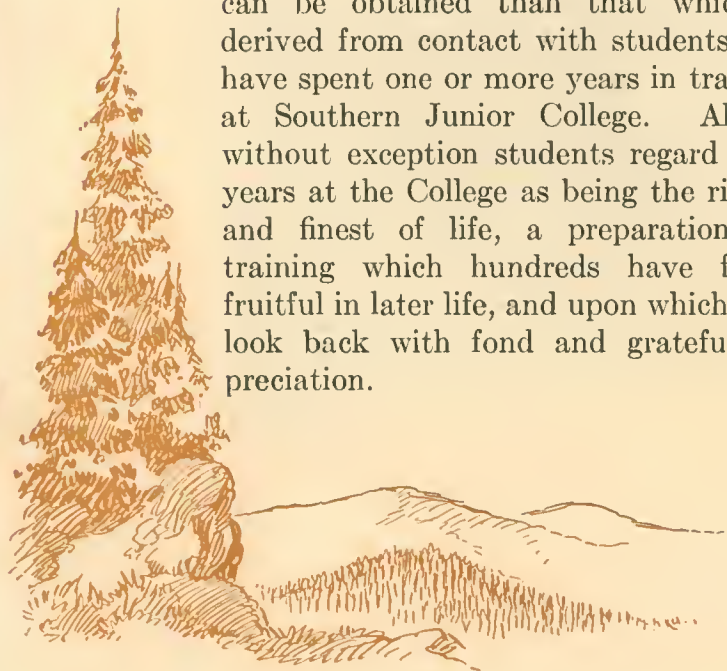 can be obtained than that whic
derived from contact with students
have spent one or more years in tra
at Southern Junior College. Al
without exception students regard
years at the College as being the ri
and finest of life, a preparation
training which hundreds have f
fruitful in later life, and upon which
look back with fond and gratefu
preciation.